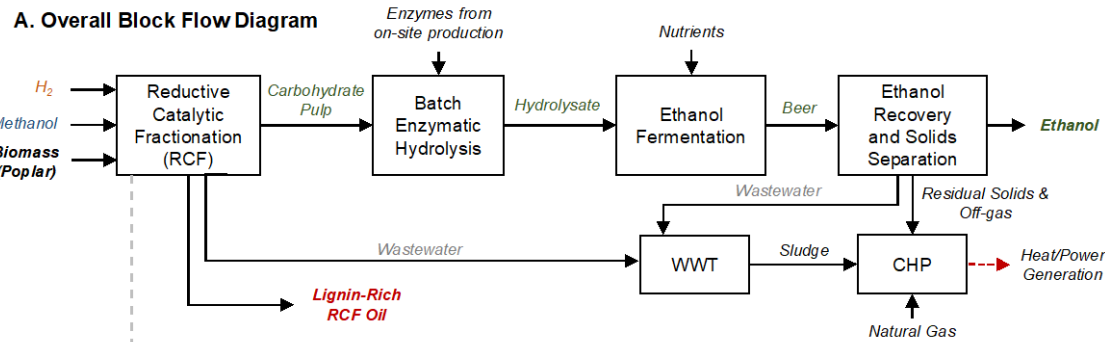 A. Overall Block Flow Diagram
Enzymes from
on-site production
Nutrients
H2
Methanol
Biomass
(Poplar)
Reductive
Catalytic
Fractionation
(RCF)
Carbohydrate
Pulp
Batch
Enzymatic
Hydrolysis
Hydrolysate
Ethanol
Fermentation
Beer
Ethanol
Recovery
and Solids
Separation
Ethanol
Wastewater
Residual Solids &
Off-gas
Wastewater
WWT
Sludge
CHP
Heat/Power
Generation
Lignin-Rich
RCF Oil
Natural Gas